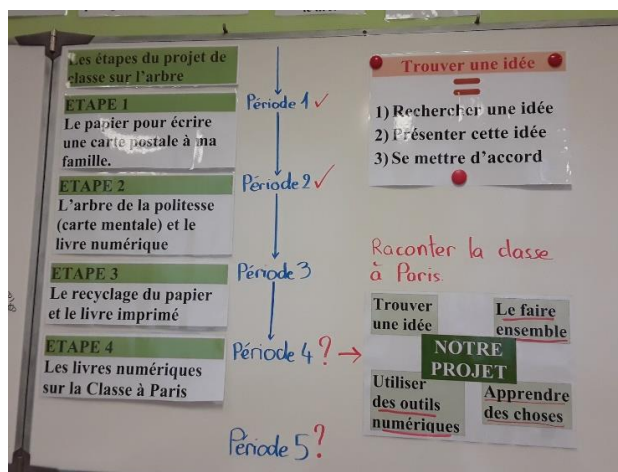 Les étapes du projet de
classe sur l'arbre
ETAPE 1
Le papier pour écrire
une carte postale à ma
famille.
ETAPE 2
L'arbre de la politesse
(carte mentale) et le
livre numérique
ETAPE 3
Le recyclage du papier
et le livre imprimé
ETAPE 4
Les livres numériques
sur la Classe à Paris
Période 1 ✓
Période 2 ✓
Période 3
Période 4 ? →
Période 5 ?
Trouver une idée
=
1) Rechercher une idée
2) Présenter cette idée
3) Se mettre d'accord
Raconter la classe
à Paris.
Trouver
une idée
Le faire
ensemble
NOTRE
PROJET
Utiliser
des outils
numériques
Apprendre
des choses